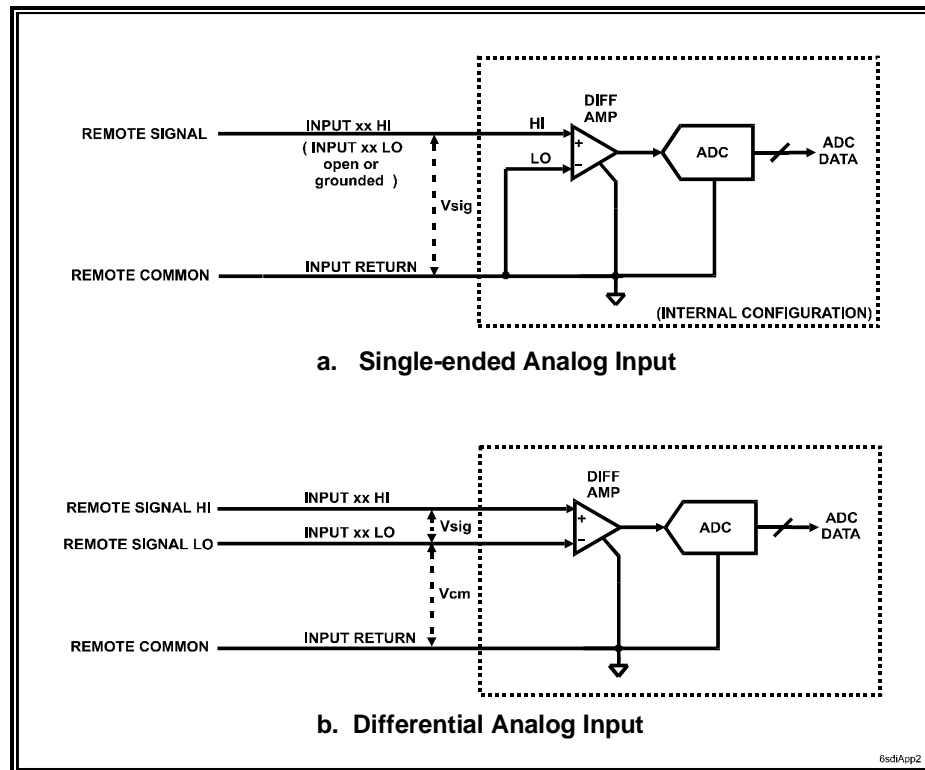 DIFF
AMP
REMOTE SIGNAL
INPUT xx HI
( INPUT xx LO
open or
grounded )
HI
+
LO
−
ADC
ADC
DATA
Vsig
REMOTE COMMON
INPUT RETURN
(INTERNAL CONFIGURATION)
a. Single-ended Analog Input
DIFF
AMP
REMOTE SIGNAL HI
INPUT xx HI
+
Vsig
ADC
ADC
DATA
REMOTE SIGNAL LO
INPUT xx LO
−
Vcm
REMOTE COMMON
INPUT RETURN
b. Differential Analog Input
6sdiApp2